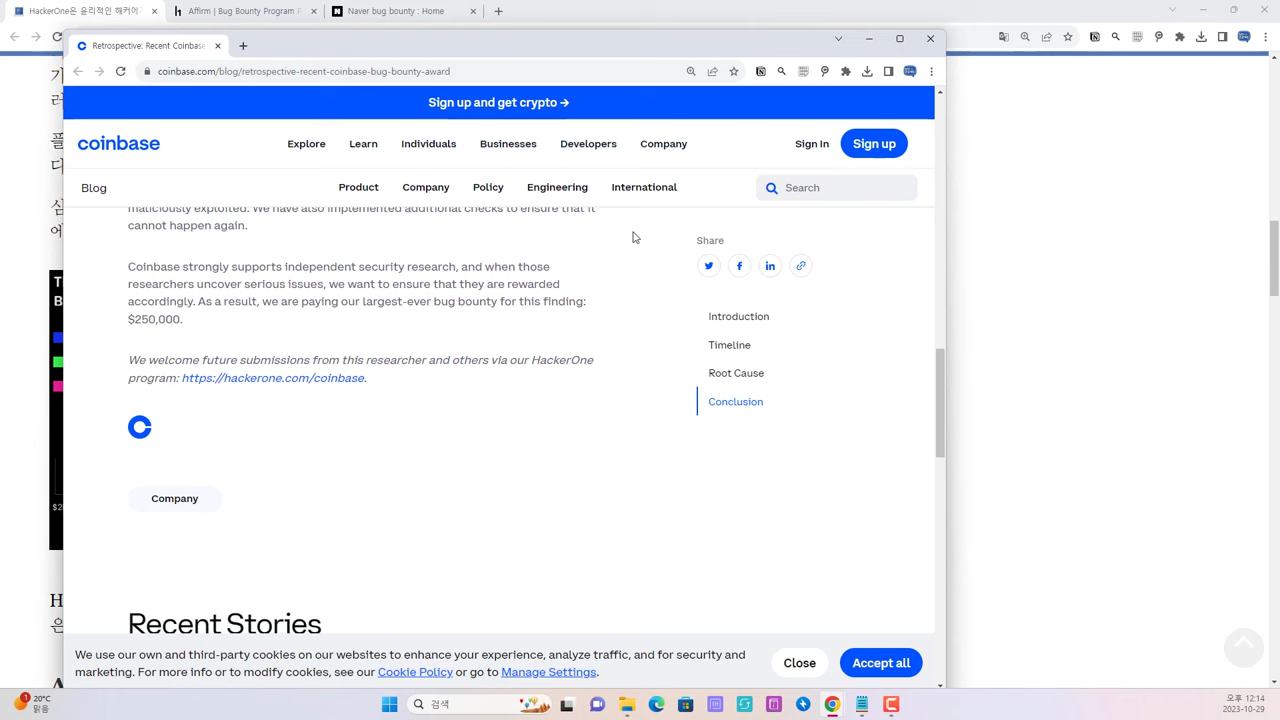 HackerOne은 윤리적인 해커이기
Affirm | Bug Bounty Program P
Naver bug bounty : Home
Retrospective: Recent Coinbase
coinbase.com/blog/retrospective-recent-coinbase-bug-bounty-award
Sign up and get crypto →
coinbase
Explore
Learn
Individuals
Businesses
Developers
Company
Sign In
Sign up
Blog
Product
Company
Policy
Engineering
International
Search
maliciously exploited. We have also implemented additional checks to ensure that it
cannot happen again.
Coinbase strongly supports independent security research, and when those
researchers uncover serious issues, we want to ensure that they are rewarded
accordingly. As a result, we are paying our largest-ever bug bounty for this finding:
$250,000.
We welcome future submissions from this researcher and others via our HackerOne
program: https://hackerone.com/coinbase.
Share
Introduction
Timeline
Root Cause
Conclusion
Company
Recent Stories
We use our own and third-party cookies on our websites to enhance your experience, analyze traffic, and for security and
marketing. For more info or to modify cookies, see our Cookie Policy or go to Manage Settings.
Close
Accept all
20°C
맑음
검색
오후 12:14
2023-10-29